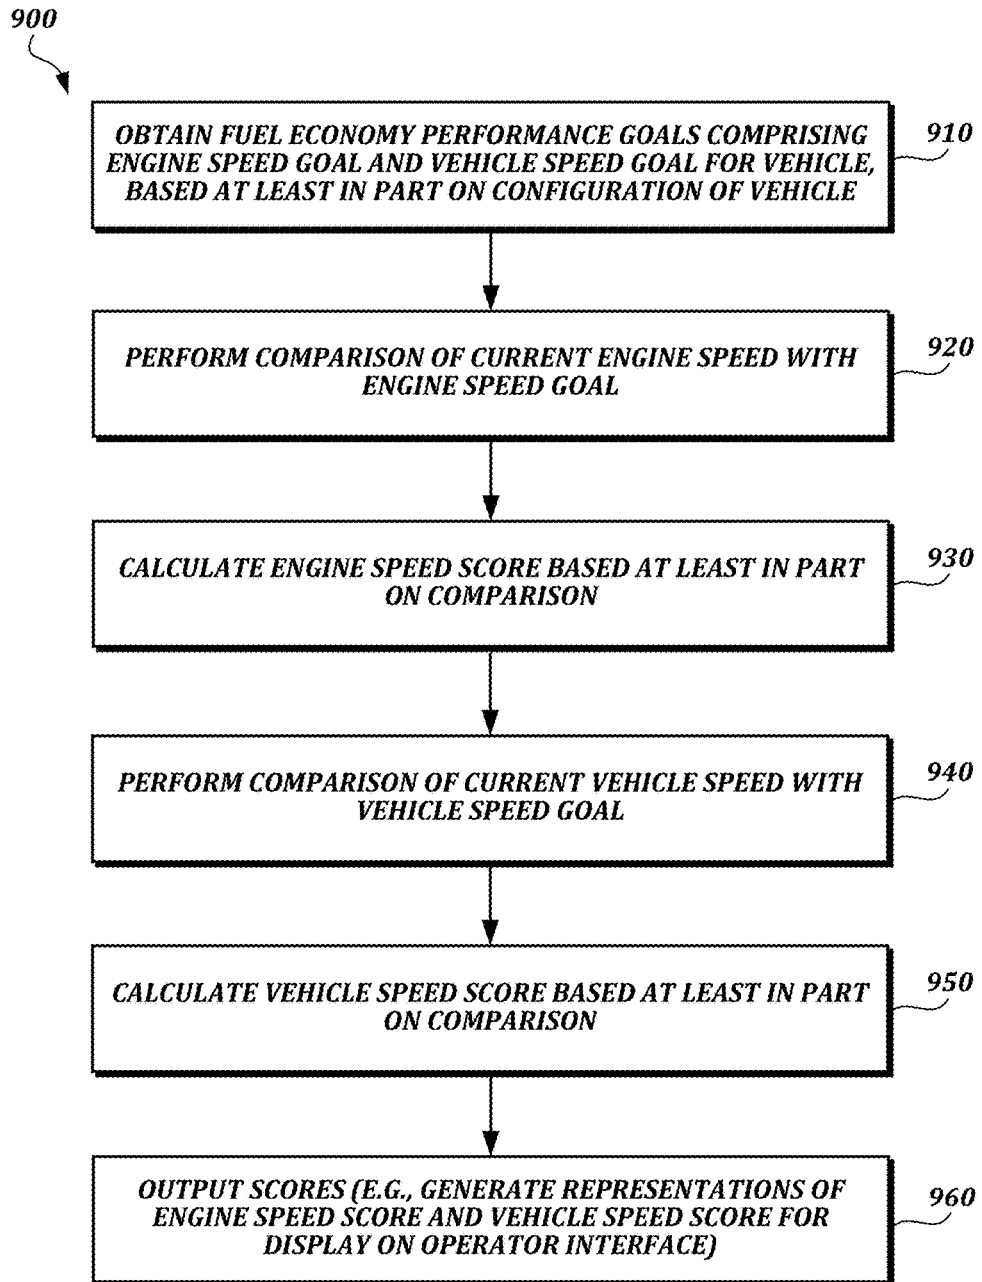 900
OBTAIN FUEL ECONOMY PERFORMANCE GOALS COMPRISING
ENGINE SPEED GOAL AND VEHICLE SPEED GOAL FOR VEHICLE,
BASED AT LEAST IN PART ON CONFIGURATION OF VEHICLE
910
PERFORM COMPARISON OF CURRENT ENGINE SPEED WITH
ENGINE SPEED GOAL
920
CALCULATE ENGINE SPEED SCORE BASED AT LEAST IN PART
ON COMPARISON
930
PERFORM COMPARISON OF CURRENT VEHICLE SPEED WITH
VEHICLE SPEED GOAL
940
CALCULATE VEHICLE SPEED SCORE BASED AT LEAST IN PART
ON COMPARISON
950
OUTPUT SCORES (E.G., GENERATE REPRESENTATIONS OF
ENGINE SPEED SCORE AND VEHICLE SPEED SCORE FOR
DISPLAY ON OPERATOR INTERFACE)
960